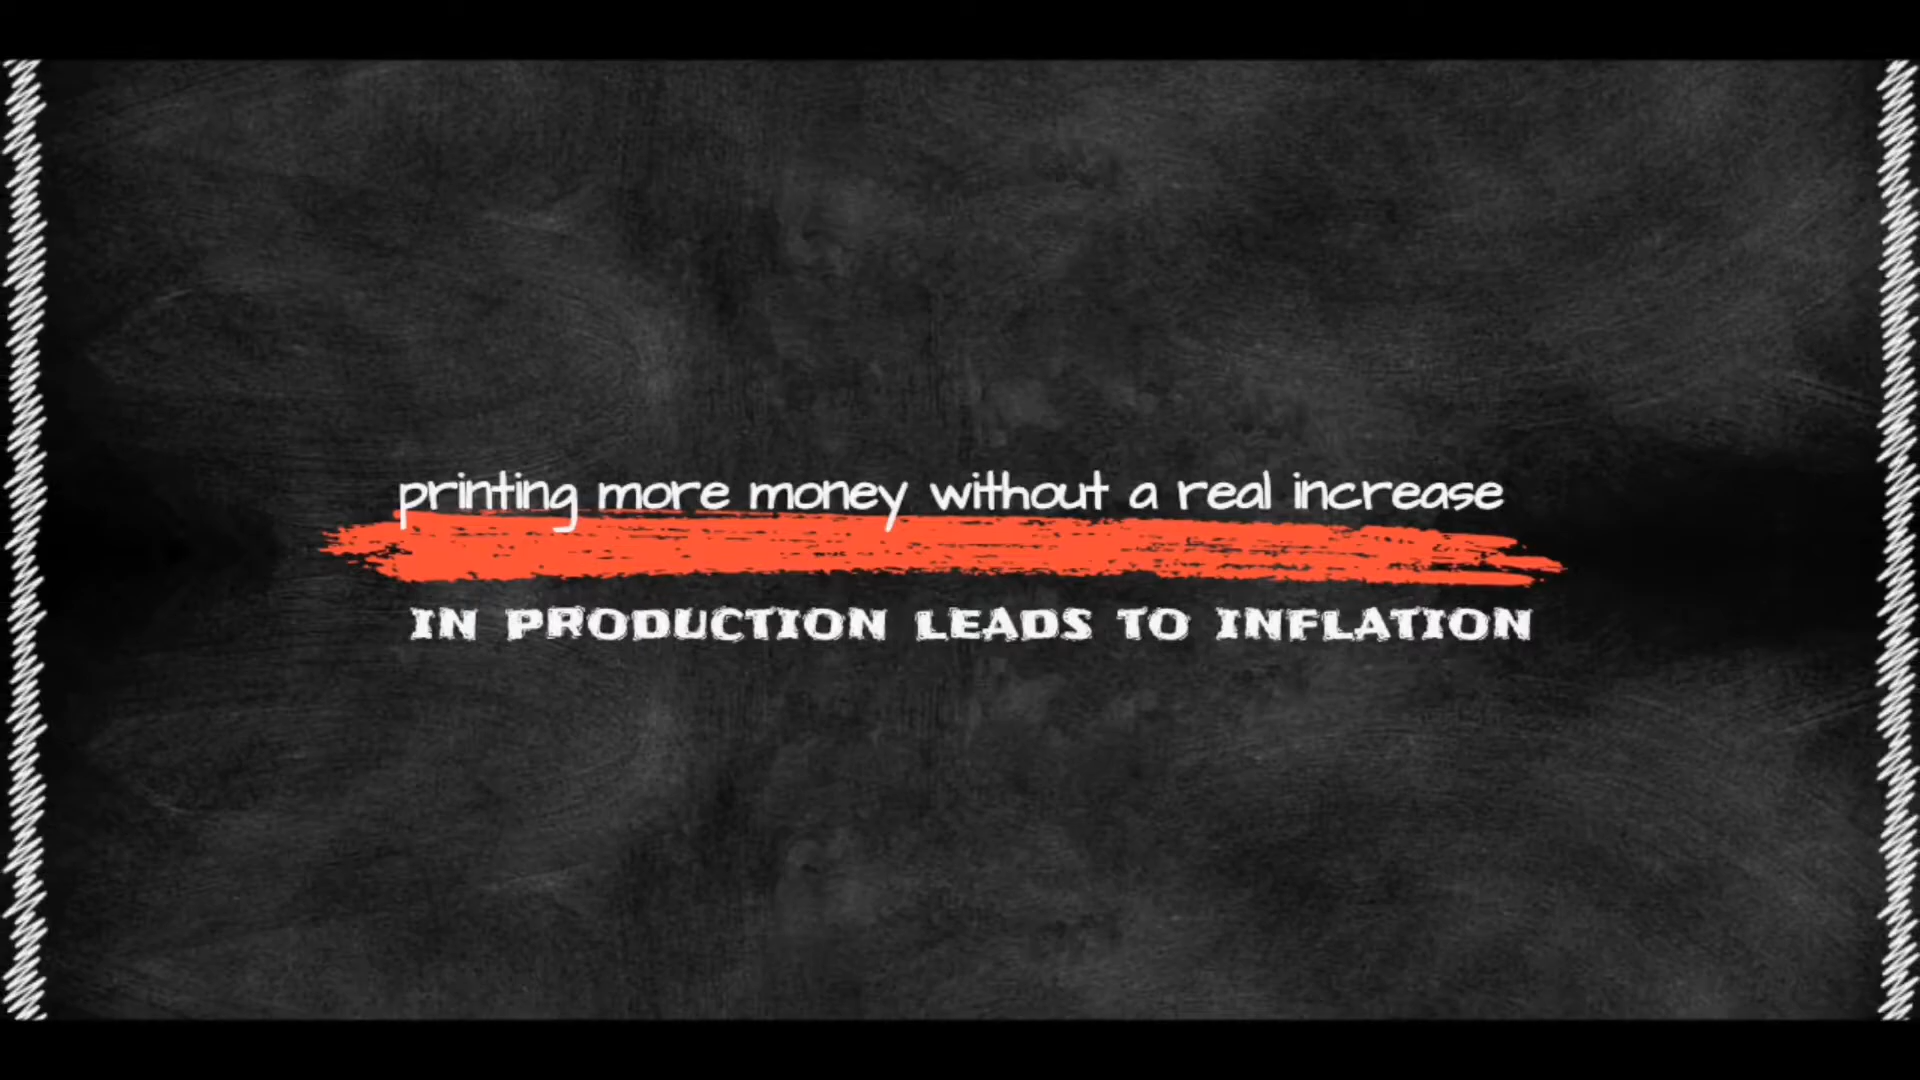 printing more money without a real increase
IN PRODUCTION LEADS TO INFLATION